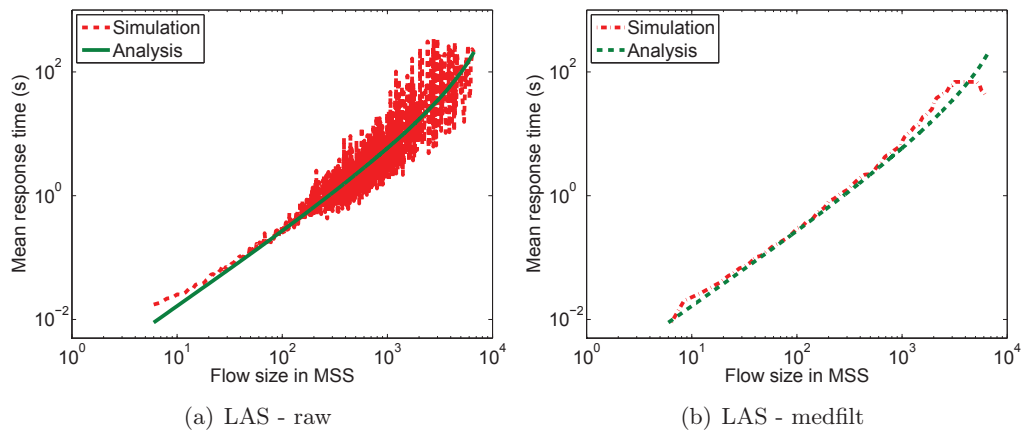 Simulation
Analysis
Mean response time (s)
10^2
10^0
10^-2
10^0 10^1 10^2 10^3 10^4
Flow size in MSS
(a) LAS - raw
Simulation
Analysis
Mean response time (s)
10^2
10^0
10^-2
10^0 10^1 10^2 10^3 10^4
Flow size in MSS
(b) LAS - medfilt